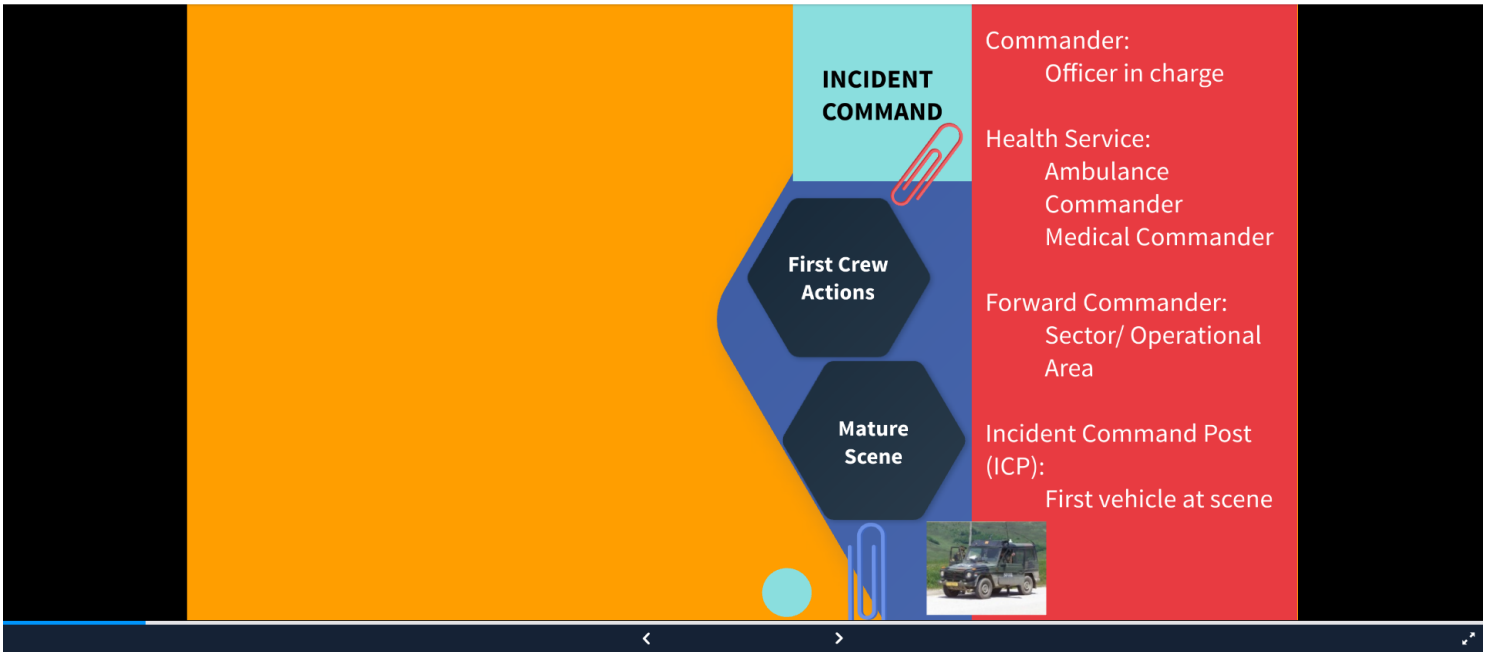 INCIDENT
COMMAND
First Crew
Actions
Mature
Scene
Commander:
Officer in charge
Health Service:
Ambulance
Commander
Medical Commander
Forward Commander:
Sector/ Operational
Area
Incident Command Post
(ICP):
First vehicle at scene